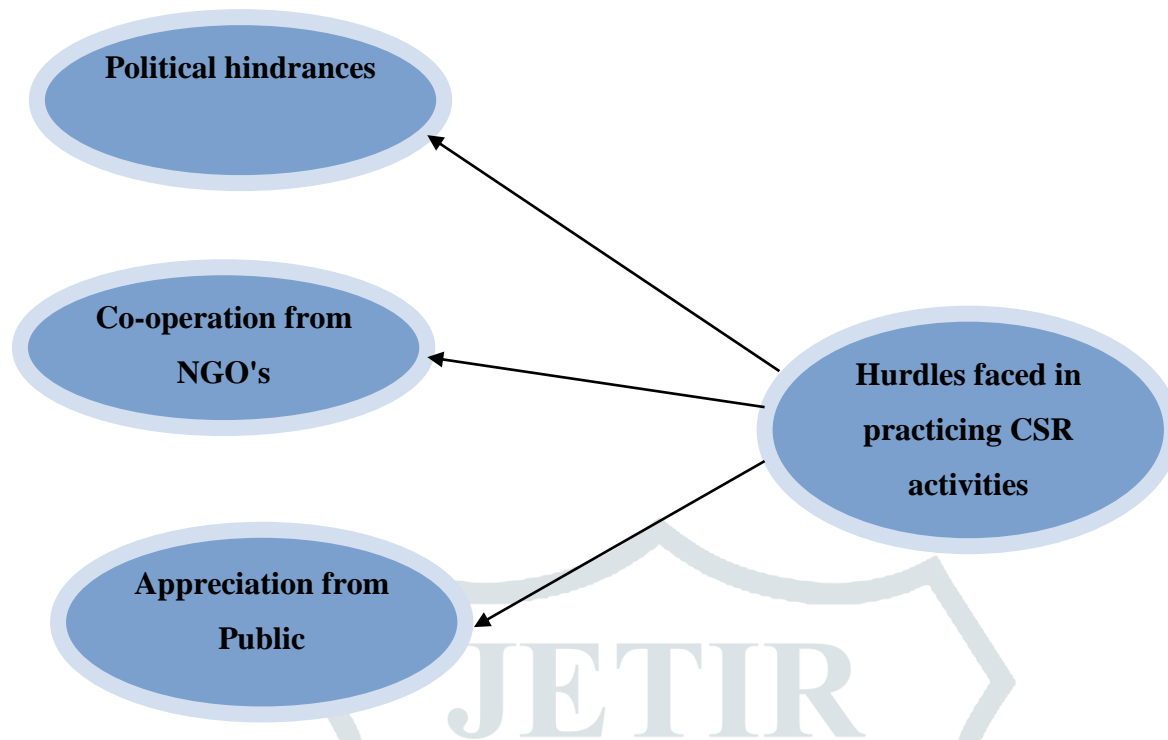 Political hindrances
Co-operation from
NGO's
Hurdles faced in
practicing CSR
activities
Appreciation from
Public
JETIR